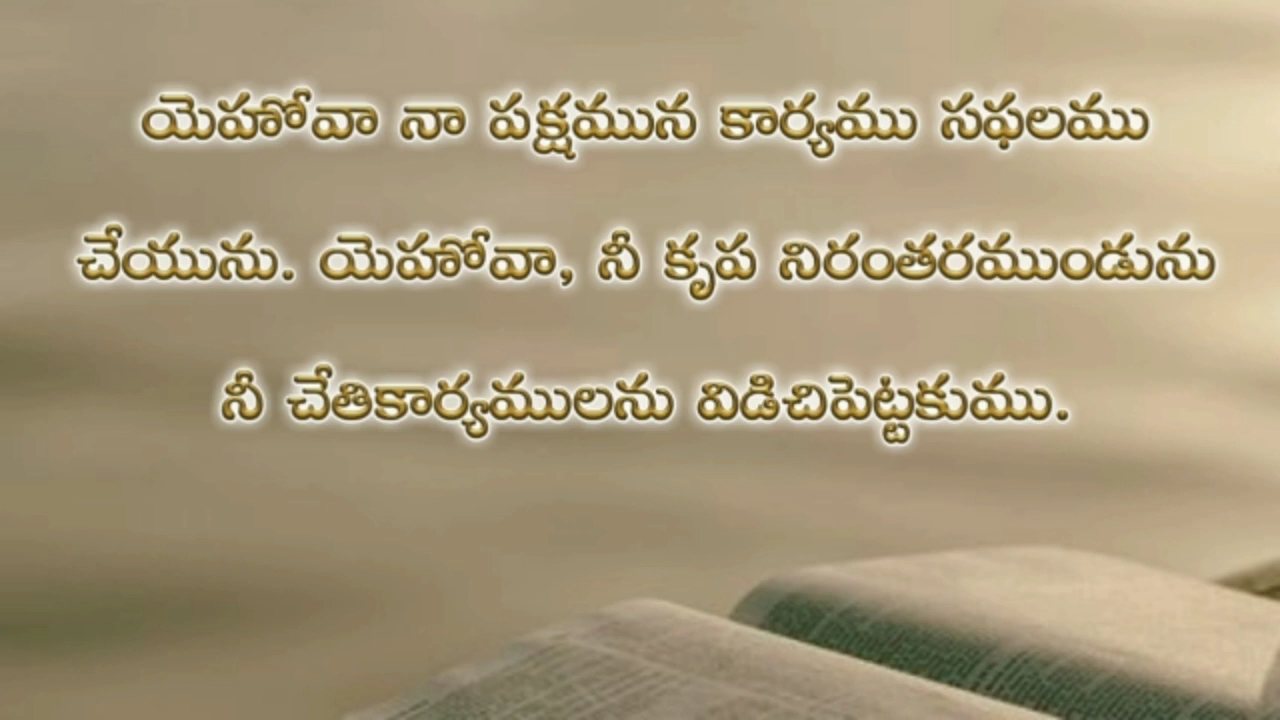 యెహోవా నా పక్షమున కార్యము సఫలము
చేయును. యెహోవా, నీ కృప నిరంతరముండును
నీ చేతికార్యములను విడిచిపెట్టకుము.